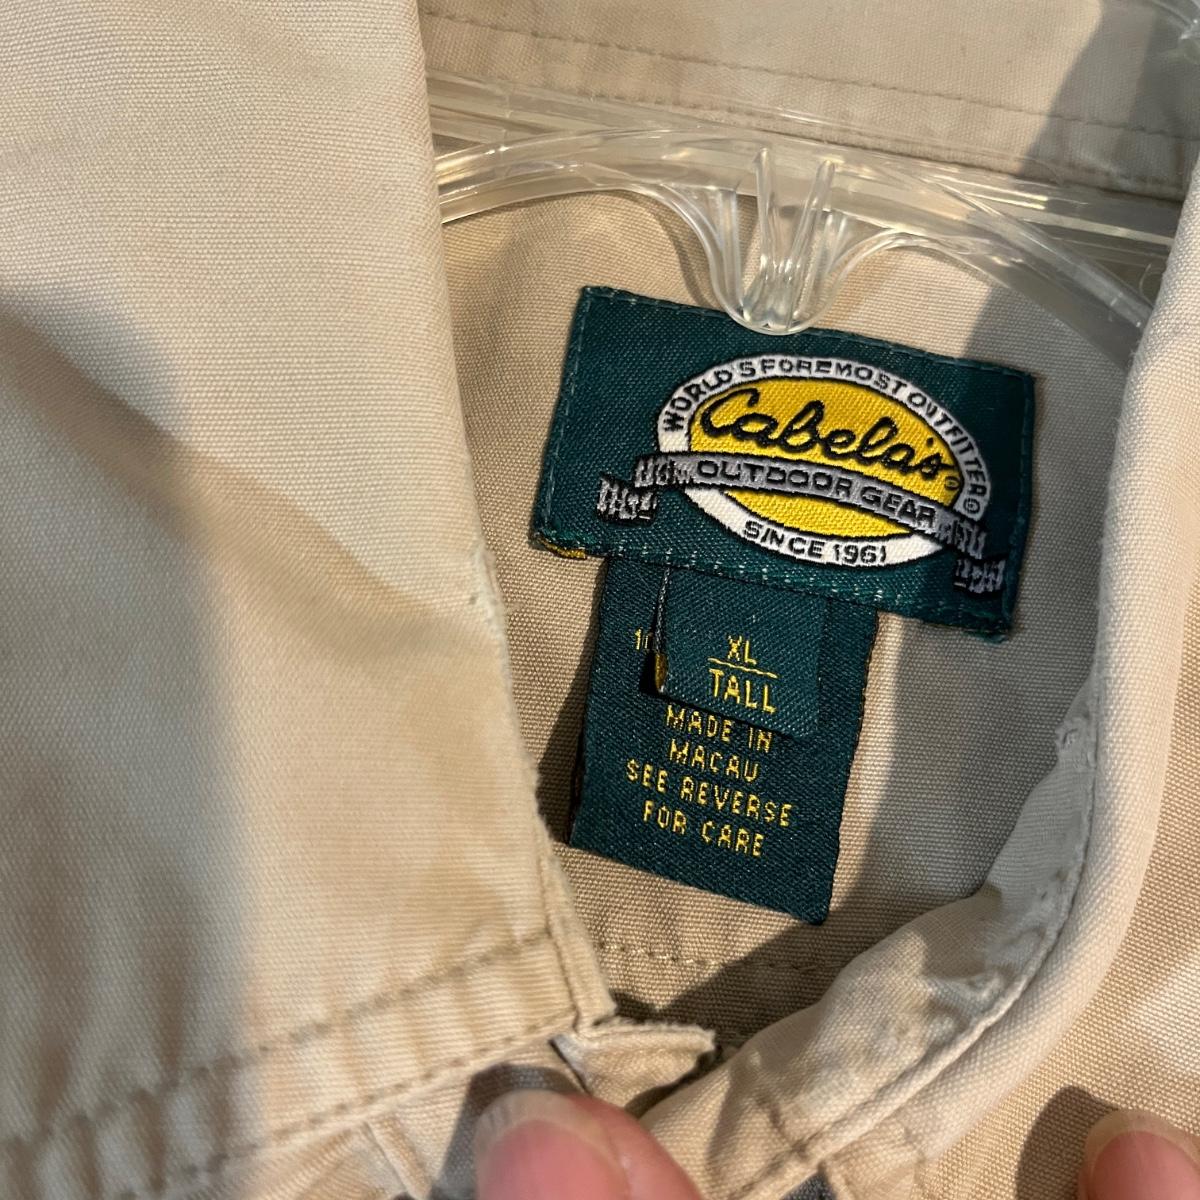 WORLD'S FOREMOST OUTFITTER®
Cabela's®
OUTDOOR GEAR
SINCE 1961
XL
TALL
MADE IN
MACAU
SEE REVERSE
FOR CARE